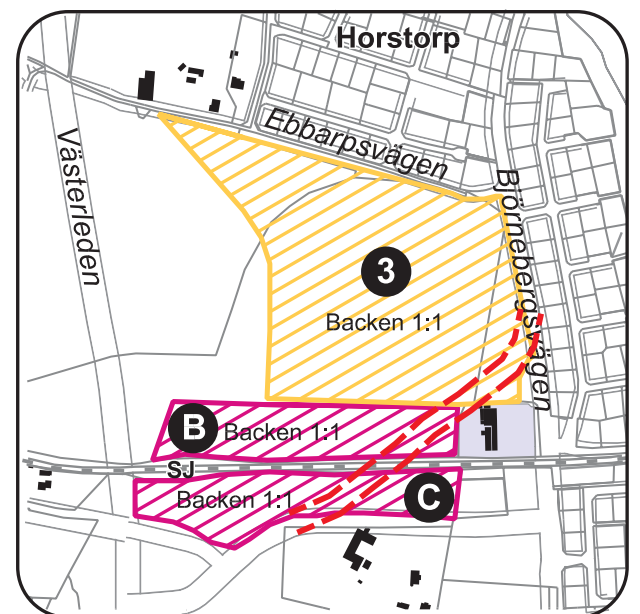 Horstorp
Ebbarpsvägen
Västerleden
Björnebergsvägen
3
Backen 1:1
B
Backen 1:1
SJ
Backen 1:1
C